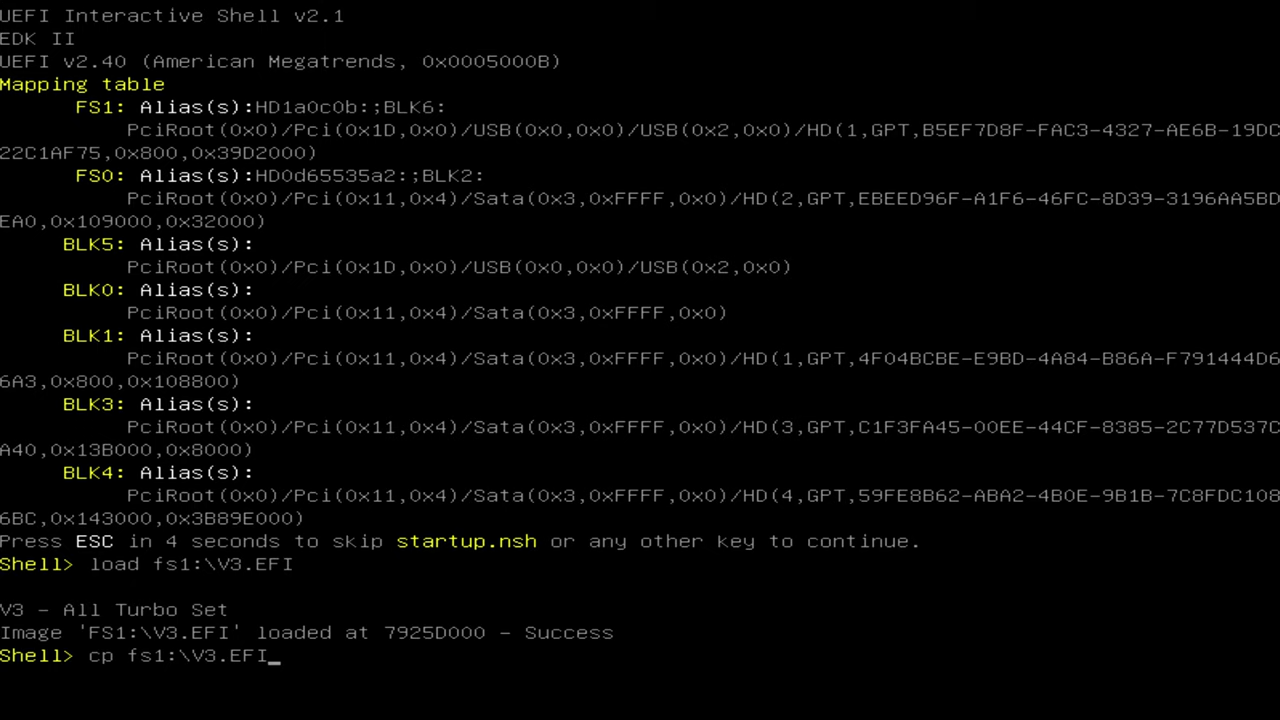 UEFI Interactive Shell v2.1
EDK II
UEFI v2.40 (American Megatrends, 0x0005000B)
Mapping table
FS1: Alias(s):HD1a0c0b:;BLK6:
PciRoot(0x0)/Pci(0x1D,0x0)/USB(0x0,0x0)/USB(0x2,0x0)/HD(1,GPT,B5EF7D8F-FAC3-4327-AE6B-19DC
22C1AF75,0x800,0x39D2000)
FS0: Alias(s):HD0d65535a2:;BLK2:
PciRoot(0x0)/Pci(0x11,0x4)/Sata(0x3,0xFFFF,0x0)/HD(2,GPT,EBEED96F-A1F6-46FC-8D39-3196AA5BD
EA0,0x109000,0x32000)
BLK5: Alias(s):
PciRoot(0x0)/Pci(0x1D,0x0)/USB(0x0,0x0)/USB(0x2,0x0)
BLK0: Alias(s):
PciRoot(0x0)/Pci(0x11,0x4)/Sata(0x3,0xFFFF,0x0)
BLK1: Alias(s):
PciRoot(0x0)/Pci(0x11,0x4)/Sata(0x3,0xFFFF,0x0)/HD(1,GPT,4F04BCBE-E9BD-4A84-B86A-F791444D6
6A3,0x800,0x108800)
BLK3: Alias(s):
PciRoot(0x0)/Pci(0x11,0x4)/Sata(0x3,0xFFFF,0x0)/HD(3,GPT,C1F3FA45-00EE-44CF-8385-2C77D537C
A40,0x13B000,0x8000)
BLK4: Alias(s):
PciRoot(0x0)/Pci(0x11,0x4)/Sata(0x3,0xFFFF,0x0)/HD(4,GPT,59FE8B62-ABA2-4B0E-9B1B-7C8FDC108
6BC,0x143000,0x3B89E000)
Press ESC in 4 seconds to skip startup.nsh or any other key to continue.
Shell> load fs1:\V3.EFI
V3 - All Turbo Set
Image 'FS1:\V3.EFI' loaded at 7925D000 - Success
Shell> cp fs1:\V3.EFI_